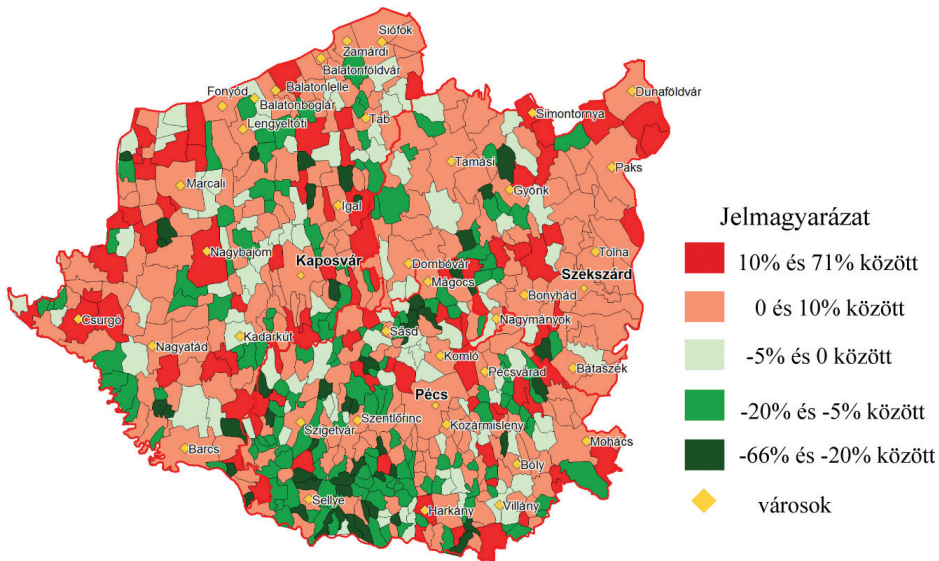 Siófok
Zamárdi
Balatonföldvár
Balatonlelle
Fonyód
Balatonboglár
Lengyeltóti
Tab
Simontornya
Dunaföldvár
Tamási
Paks
Marcali
Gyönk
Igal
Nagybajom
Kaposvár
Dombóvár
Mágocs
Tolna
Szekszárd
Bonyhád
Csurgó
Nagymányok
Sásd
Kadarkút
Nagyatád
Komló
Pécsvárad
Bátaszék
Pécs
Szentlőrinc
Szigetvár
Kozármisleny
Mohács
Barcs
Bóly
Sellye
Harkány
Villány
Jelmagyarázat
10% és 71% között
0 és 10% között
-5% és 0 között
-20% és -5% között
-66% és -20% között
városok